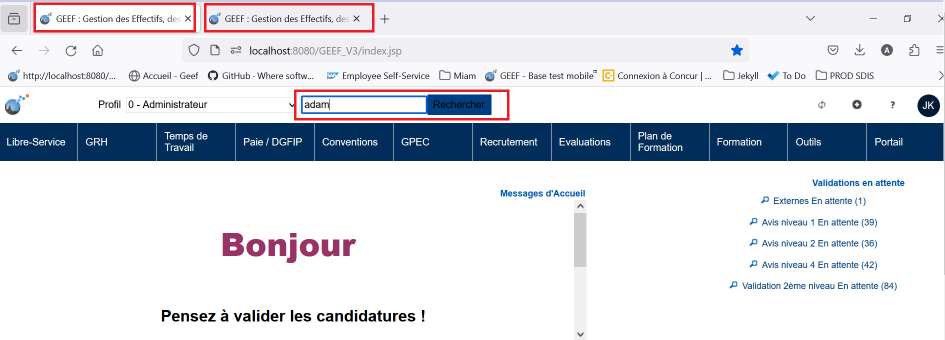 GEEF : Gestion des Effectifs, des
GEEF : Gestion des Effectifs, des
localhost:8080/GEEF_V3/index.jsp
A
http://localhost:8080/...
Accueil - Geef
GitHub · Where softw...
Employee Self-Service
Miam
GEEF - Base test mobile
Connexion à Concur | ...
Jekyll
To Do
PROD SDIS
Profil
0 - Administrateur
adam
Rechercher
?
JK
Libre-Service
GRH
Temps de
Travail
Paie / DGFIP
Conventions
GPEC
Recrutement
Evaluations
Plan de
Formation
Formation
Outils
Portail
Messages d'Accueil
Bonjour
Pensez à valider les candidatures !
Validations en attente
Externes En attente (1)
Avis niveau 1 En attente (39)
Avis niveau 2 En attente (36)
Avis niveau 4 En attente (42)
Validation 2ème niveau En attente (84)